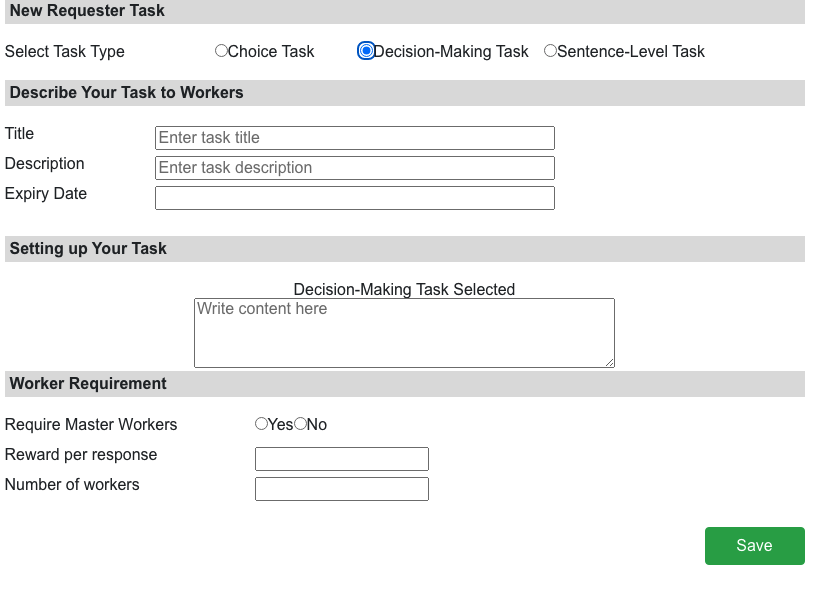 New Requester Task
Select Task Type Choice Task Decision-Making Task Sentence-Level Task
Describe Your Task to Workers
Title Enter task title
Description Enter task description
Expiry Date
Setting up Your Task
Decision-Making Task Selected
Write content here
Worker Requirement
Require Master Workers Yes No
Reward per response
Number of workers
Save